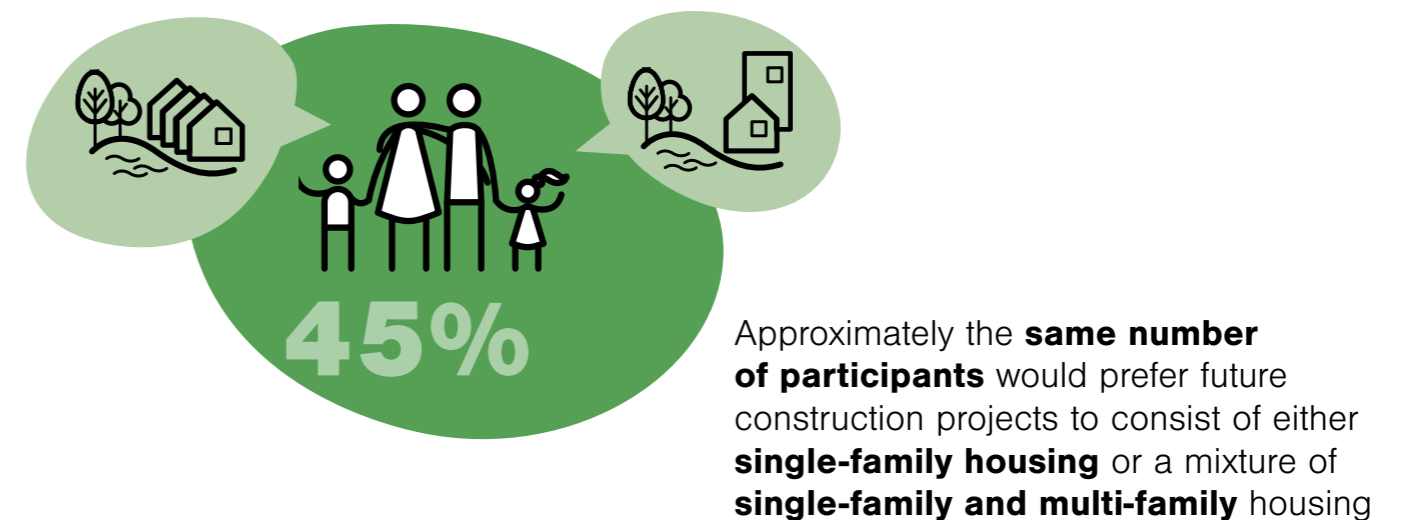 45%
Approximately the same number
of participants would prefer future
construction projects to consist of either
single-family housing or a mixture of
single-family and multi-family housing